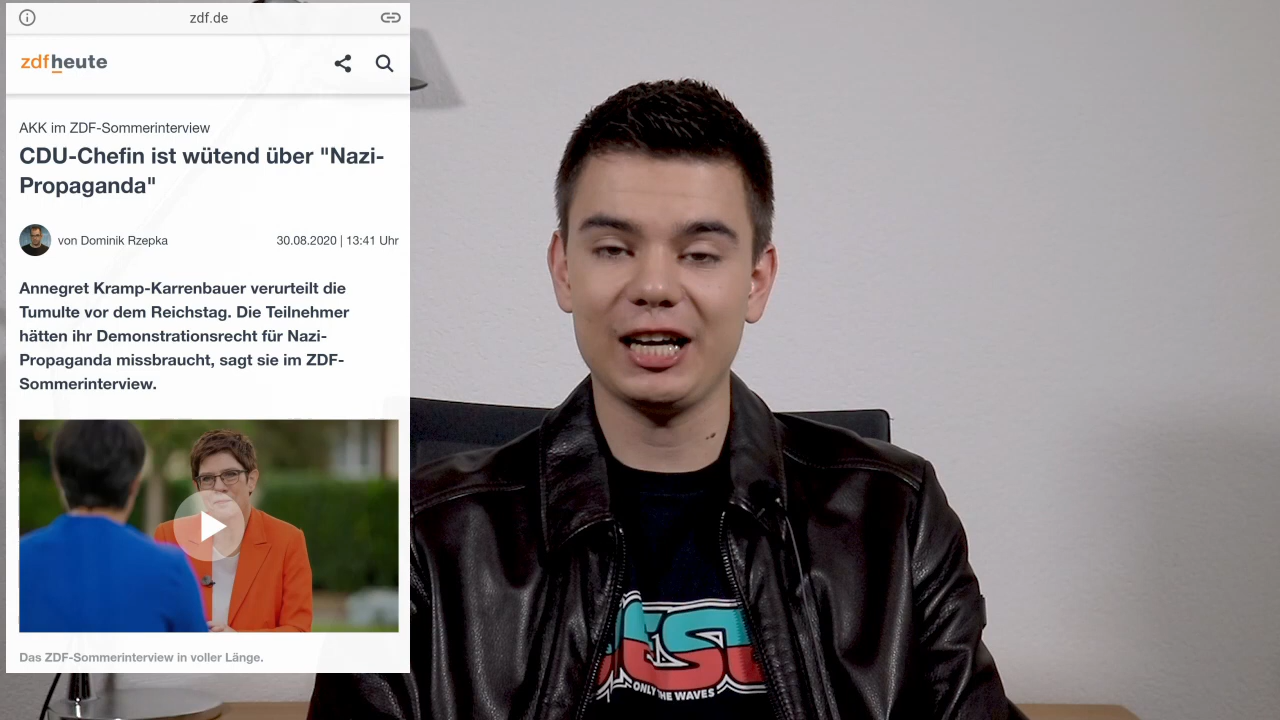 zdf.de
zdfheute
AKK im ZDF-Sommerinterview
CDU-Chefin ist wütend über "Nazi-
Propaganda"
von Dominik Rzepka
30.08.2020 | 13:41 Uhr
Annegret Kramp-Karrenbauer verurteilt die
Tumulte vor dem Reichstag. Die Teilnehmer
hätten ihr Demonstrationsrecht für Nazi-
Propaganda missbraucht, sagt sie im ZDF-
Sommerinterview.
Das ZDF-Sommerinterview in voller Länge.
ONLY THE WAVES